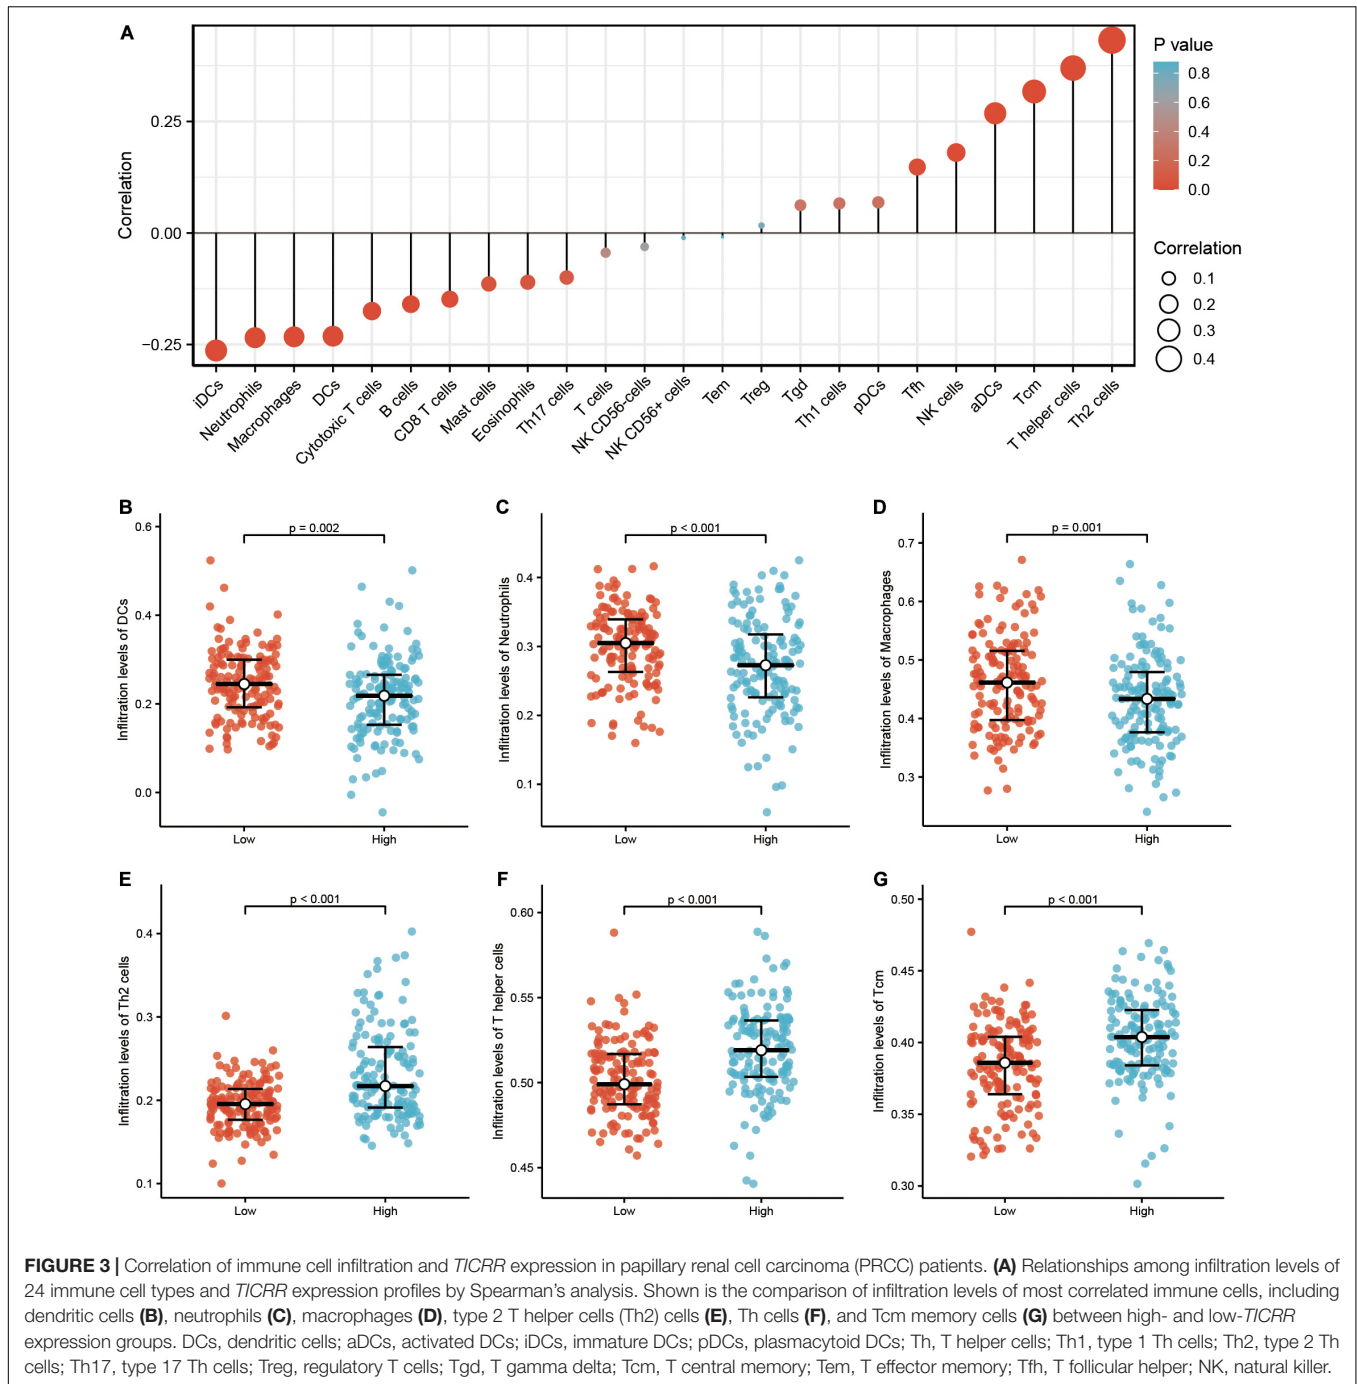 A
P value
0.8
0.6
0.4
0.2
0.0
Correlation
0.1
0.2
0.3
0.4
Correlation
0.25
0.00
−0.25
iDCs
Neutrophils
Macrophages
DCs
Cytotoxic T cells
B cells
CD8 T cells
Mast cells
Eosinophils
Th17 cells
T cells
NK CD56-cells
NK CD56+ cells
Tem
Treg
Tgd
Th1 cells
pDCs
Tfh
NK cells
aDCs
Tcm
T helper cells
Th2 cells
B
p = 0.002
Infiltration levels of DCs
0.6
0.4
0.2
0.0
Low
High
C
p < 0.001
Infiltration levels of Neutrophils
0.4
0.3
0.2
0.1
Low
High
D
p = 0.001
Infiltration levels of Macrophages
0.7
0.6
0.5
0.4
0.3
Low
High
E
p < 0.001
Infiltration levels of Th2 cells
0.4
0.3
0.2
0.1
Low
High
F
p < 0.001
Infiltration levels of T helper cells
0.60
0.55
0.50
0.45
Low
High
G
p < 0.001
Infiltration levels of Tcm
0.50
0.45
0.40
0.35
0.30
Low
High
FIGURE 3 | Correlation of immune cell infiltration and TICRR expression in papillary renal cell carcinoma (PRCC) patients. (A) Relationships among infiltration levels of
24 immune cell types and TICRR expression profiles by Spearman's analysis. Shown is the comparison of infiltration levels of most correlated immune cells, including
dendritic cells (B), neutrophils (C), macrophages (D), type 2 T helper cells (Th2) cells (E), Th cells (F), and Tcm memory cells (G) between high- and low-TICRR
expression groups. DCs, dendritic cells; aDCs, activated DCs; iDCs, immature DCs; pDCs, plasmacytoid DCs; Th, T helper cells; Th1, type 1 Th cells; Th2, type 2 Th
cells; Th17, type 17 Th cells; Treg, regulatory T cells; Tgd, T gamma delta; Tcm, T central memory; Tem, T effector memory; Tfh, T follicular helper; NK, natural killer.